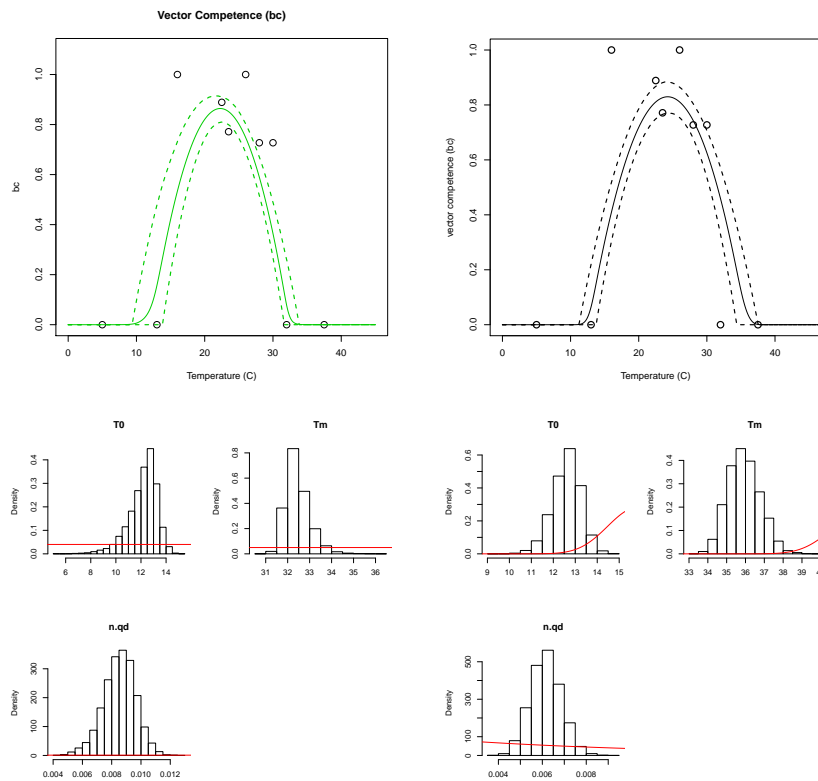 Vector Competence (bc)
bc
0.0 0.2 0.4 0.6 0.8 1.0
0 10 20 30 40
Temperature (C)
vector competence (bc)
0.0 0.2 0.4 0.6 0.8 1.0
0 10 20 30 40
Temperature (C)
T0
Density
0.0 0.1 0.2 0.3 0.4
6 8 10 12 14
Tm
Density
0.0 0.2 0.4 0.6 0.8
31 32 33 34 35 36
T0
Density
0.0 0.2 0.4 0.6
9 10 11 12 13 14 15
Tm
Density
0.0 0.1 0.2 0.3 0.4
33 34 35 36 37 38 39
n.qd
Density
0 100 200 300
0.004 0.006 0.008 0.010 0.012
n.qd
Density
0 100 300 500
0.004 0.006 0.008